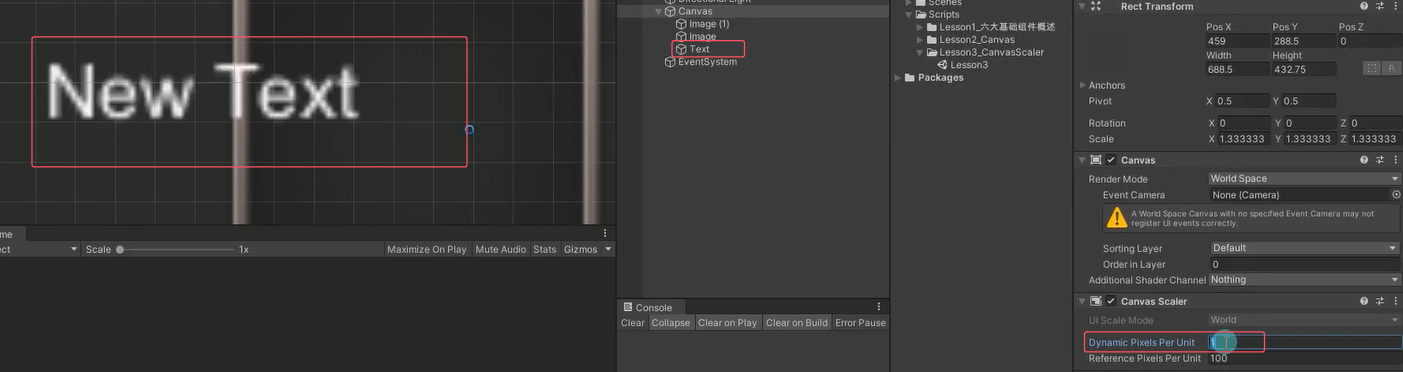 New Text
me
ect
Scale
1x
Maximize On Play
Mute Audio
Stats
Gizmos
Canvas
Image (1)
Image
Text
EventSystem
Console
Clear
Collapse
Clear on Play
Clear on Build
Error Pause
Scenes
Scripts
Lesson1_六大基础组件概述
Lesson2_Canvas
Lesson3_CanvasScaler
Lesson3
Packages
Rect Transform
Pos X Pos Y Pos Z
459 288.5 0
Width Height
688.5 432.75
R
Anchors
Pivot X 0.5 Y 0.5
Rotation X 0 Y 0 Z 0
Scale X 1.333333 Y 1.333333 Z 1.333333
Canvas
Render Mode World Space
Event Camera None (Camera)
A World Space Canvas with no specified Event Camera may not
register UI events correctly.
Sorting Layer Default
Order in Layer 0
Additional Shader Channel Nothing
Canvas Scaler
UI Scale Mode World
Dynamic Pixels Per Unit 1
Reference Pixels Per Unit 100